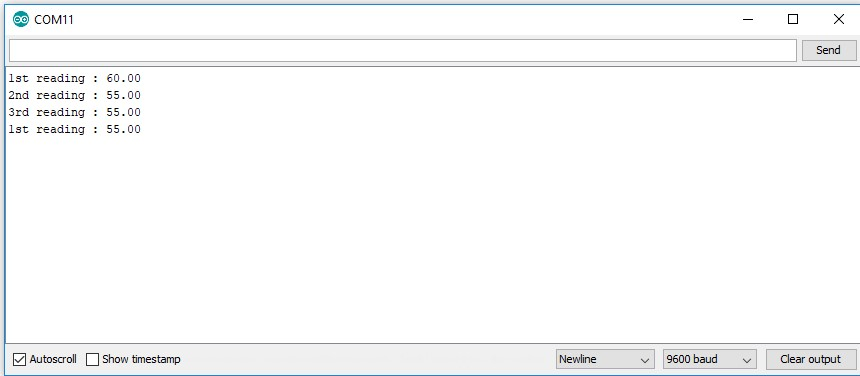 COM11
Send
1st reading : 60.00
2nd reading : 55.00
3rd reading : 55.00
1st reading : 55.00
Autoscroll Show timestamp Newline 9600 baud Clear output